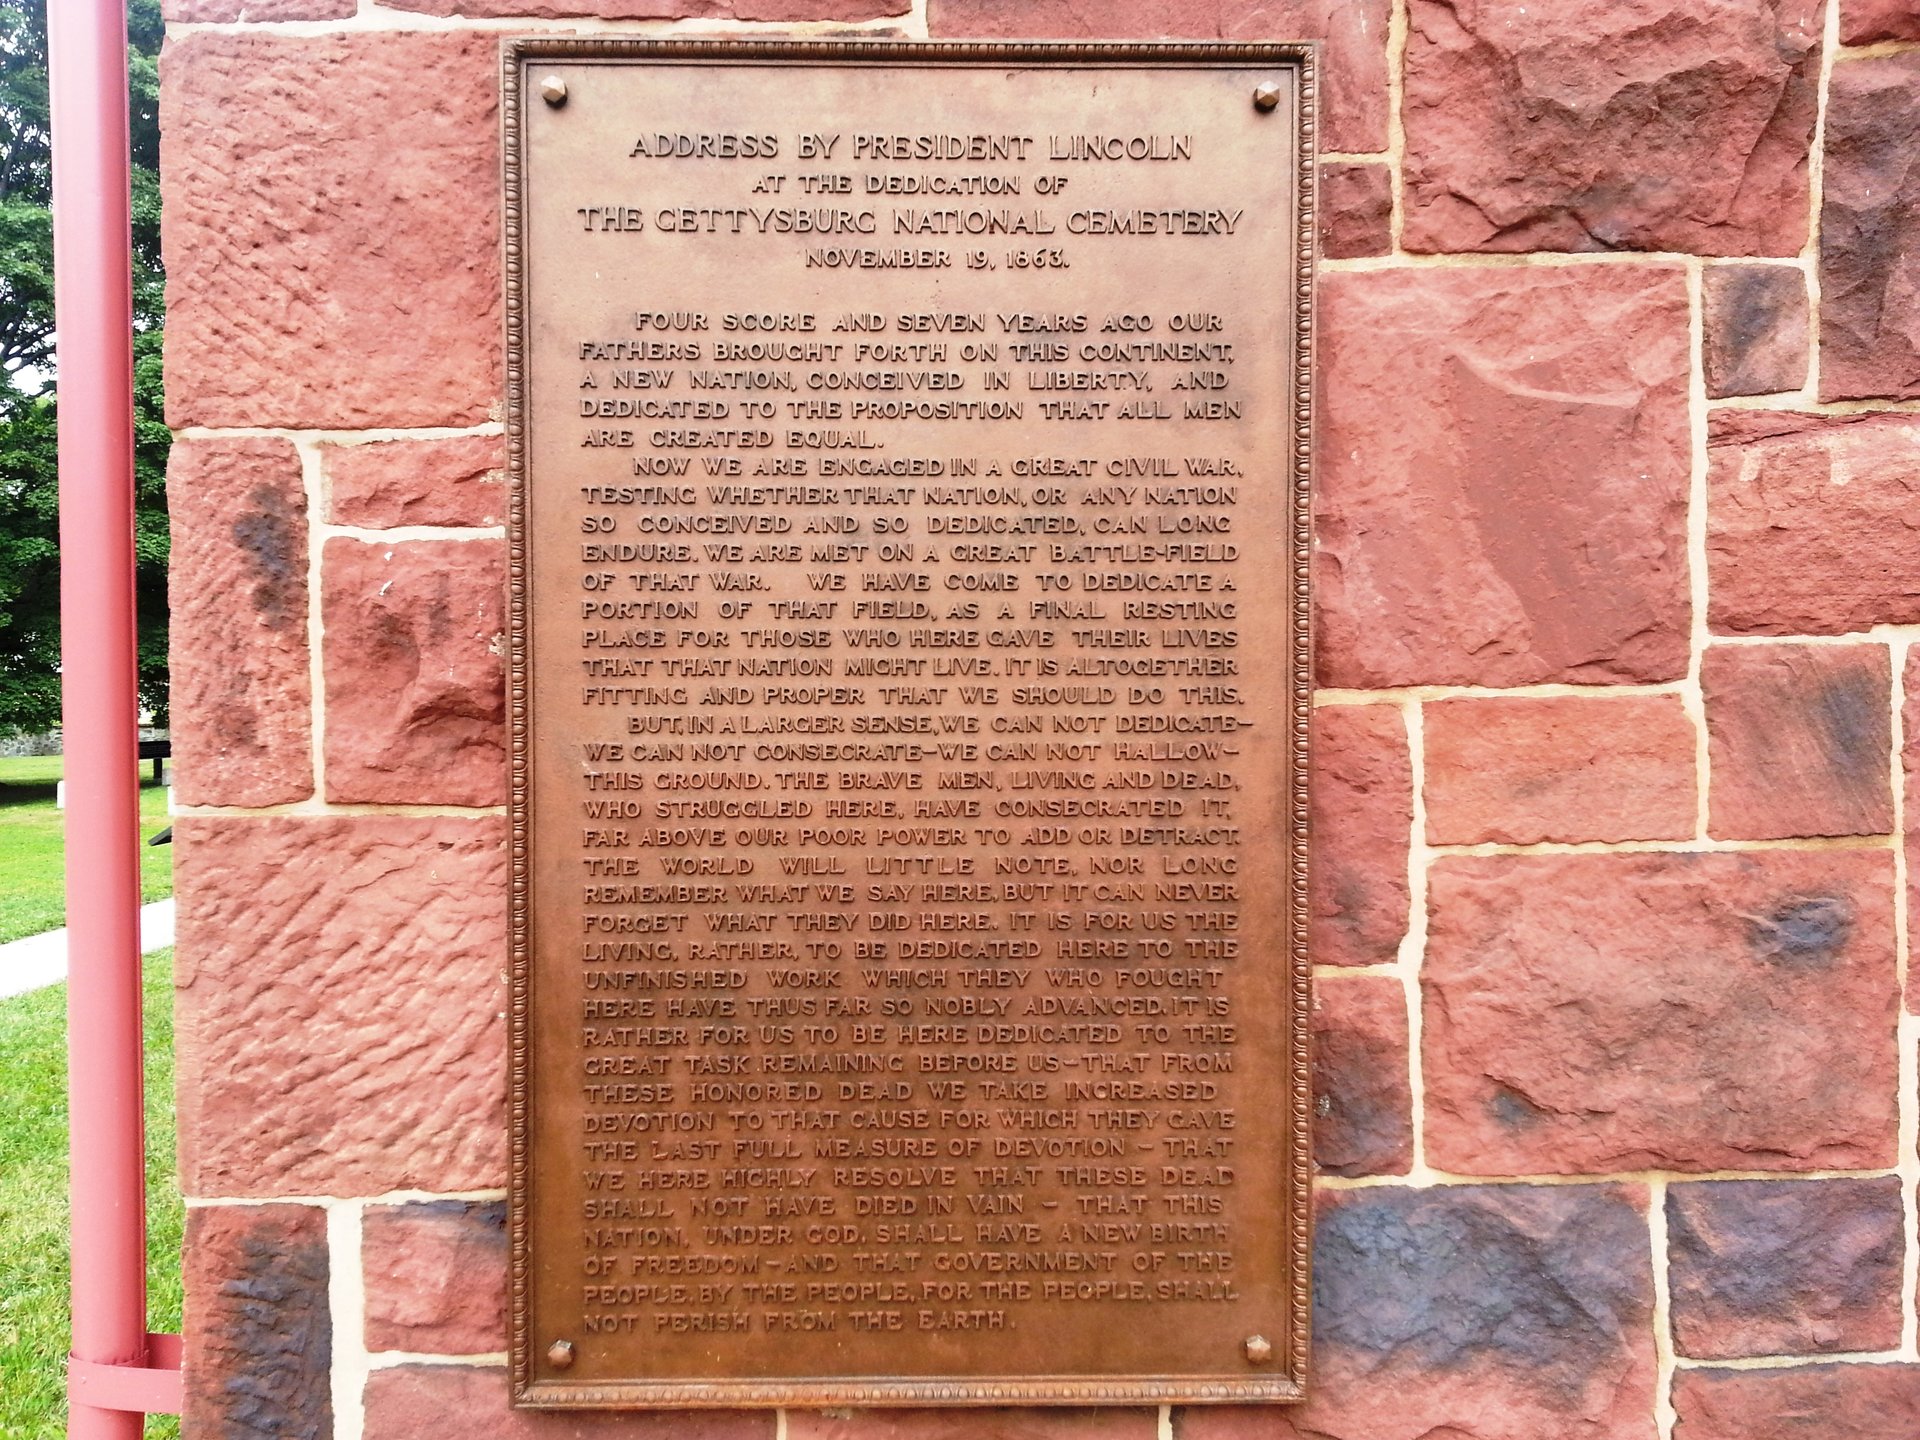 ADDRESS BY PRESIDENT LINCOLN
AT THE DEDICATION OF
THE GETTYSBURG NATIONAL CEMETERY
NOVEMBER 19, 1863.
FOUR SCORE AND SEVEN YEARS AGO OUR
FATHERS BROUGHT FORTH ON THIS CONTINENT,
A NEW NATION, CONCEIVED IN LIBERTY, AND
DEDICATED TO THE PROPOSITION THAT ALL MEN
ARE CREATED EQUAL.
NOW WE ARE ENGAGED IN A GREAT CIVIL WAR,
TESTING WHETHER THAT NATION, OR ANY NATION
SO CONCEIVED AND SO DEDICATED, CAN LONG
ENDURE. WE ARE MET ON A GREAT BATTLE-FIELD
OF THAT WAR. WE HAVE COME TO DEDICATE A
PORTION OF THAT FIELD, AS A FINAL RESTING
PLACE FOR THOSE WHO HERE GAVE THEIR LIVES
THAT THAT NATION MIGHT LIVE. IT IS ALTOGETHER
FITTING AND PROPER THAT WE SHOULD DO THIS.
BUT, IN A LARGER SENSE, WE CAN NOT DEDICATE—
WE CAN NOT CONSECRATE—WE CAN NOT HALLOW—
THIS GROUND. THE BRAVE MEN, LIVING AND DEAD,
WHO STRUGGLED HERE, HAVE CONSECRATED IT,
FAR ABOVE OUR POOR POWER TO ADD OR DETRACT.
THE WORLD WILL LITTLE NOTE, NOR LONG
REMEMBER WHAT WE SAY HERE, BUT IT CAN NEVER
FORGET WHAT THEY DID HERE. IT IS FOR US THE
LIVING, RATHER, TO BE DEDICATED HERE TO THE
UNFINISHED WORK WHICH THEY WHO FOUGHT
HERE HAVE THUS FAR SO NOBLY ADVANCED. IT IS
RATHER FOR US TO BE HERE DEDICATED TO THE
GREAT TASK REMAINING BEFORE US—THAT FROM
THESE HONORED DEAD WE TAKE INCREASED
DEVOTION TO THAT CAUSE FOR WHICH THEY GAVE
THE LAST FULL MEASURE OF DEVOTION — THAT
WE HERE HIGHLY RESOLVE THAT THESE DEAD
SHALL NOT HAVE DIED IN VAIN — THAT THIS
NATION, UNDER GOD, SHALL HAVE A NEW BIRTH
OF FREEDOM—AND THAT GOVERNMENT OF THE
PEOPLE, BY THE PEOPLE, FOR THE PEOPLE, SHALL
NOT PERISH FROM THE EARTH.